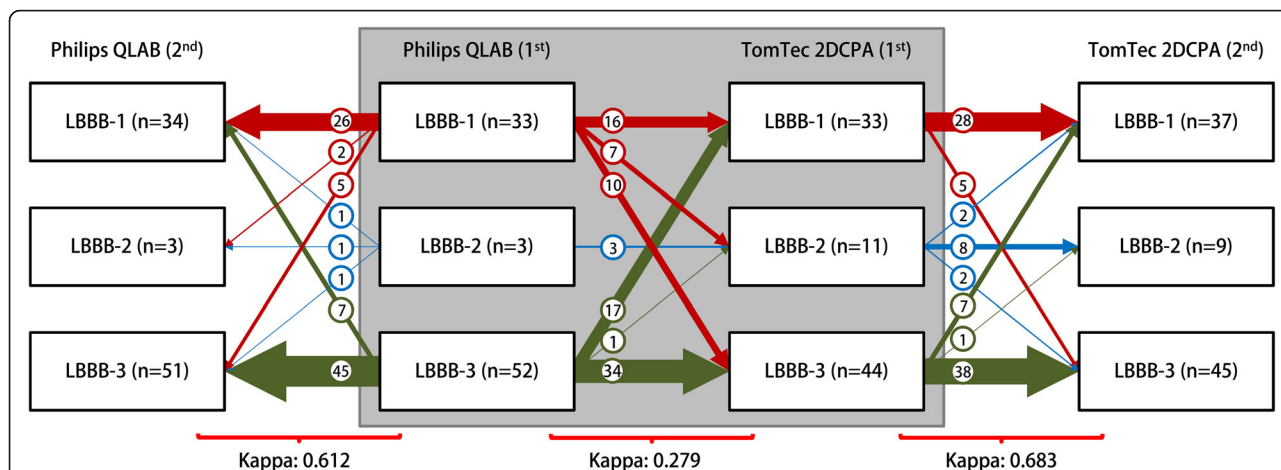 Philips QLAB (2nd)
Philips QLAB (1st)
TomTec 2DCPA (1st)
TomTec 2DCPA (2nd)
LBBB-1 (n=34)
26
LBBB-1 (n=33)
16
LBBB-1 (n=33)
28
LBBB-1 (n=37)
2
7
5
10
5
1
2
LBBB-2 (n=3)
1
LBBB-2 (n=3)
3
LBBB-2 (n=11)
8
LBBB-2 (n=9)
1
2
7
17
7
1
1
LBBB-3 (n=51)
45
LBBB-3 (n=52)
34
LBBB-3 (n=44)
38
LBBB-3 (n=45)
Kappa: 0.612
Kappa: 0.279
Kappa: 0.683